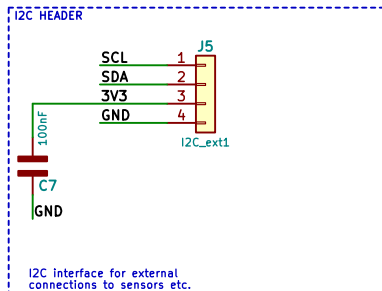 I2C HEADER
J5
SCL 1
SDA 2
3V3 3
GND 4
I2C_ext1
100nF
C7
GND
I2C interface for external
connections to sensors etc.